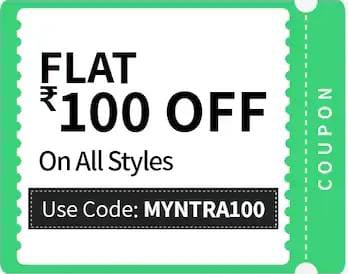 FLAT
₹100 OFF
On All Styles
Use Code: MYNTRA100
COUPON